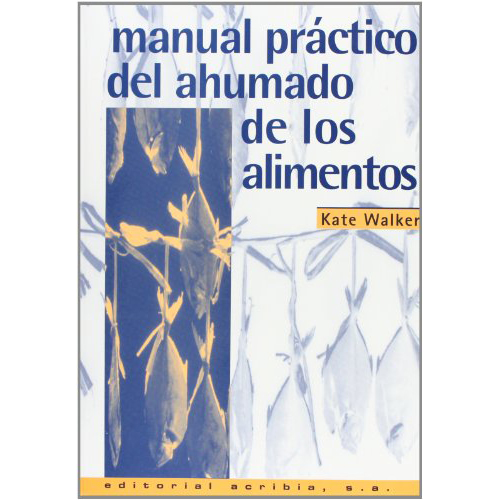 manual práctico
del ahumado
de los
alimentos
Kate Walker
editorial acribia, s.a.